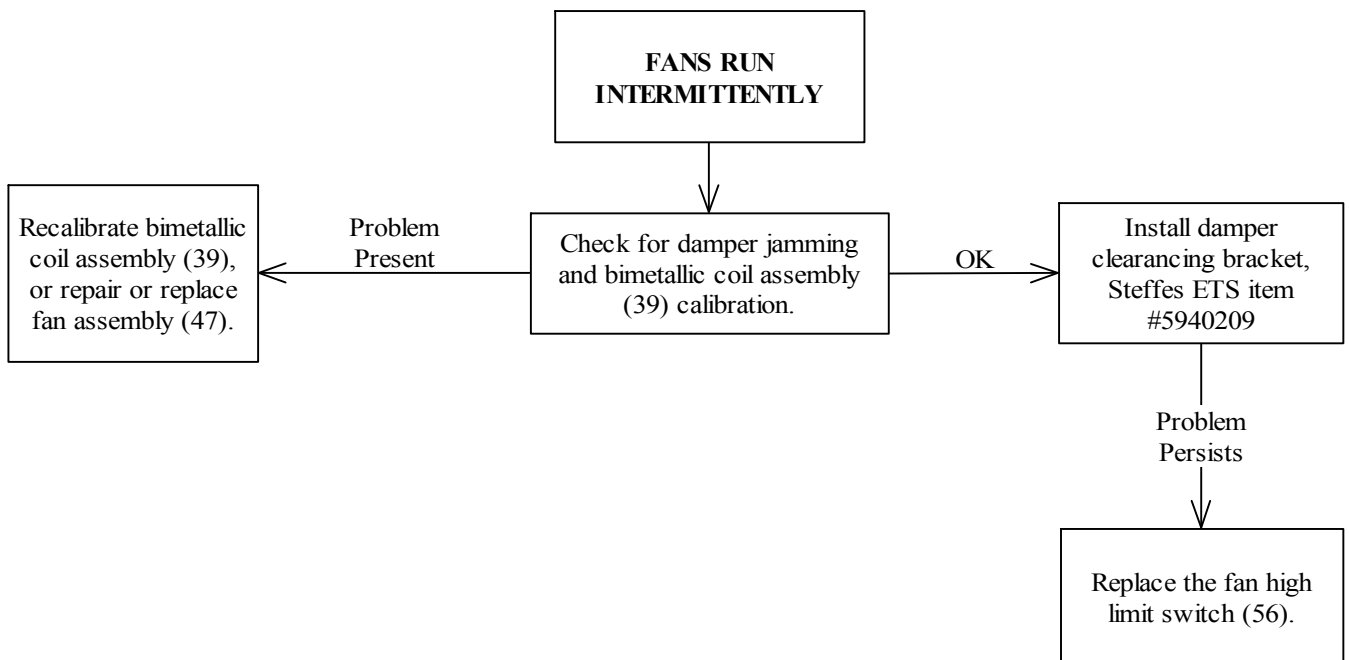 FANS RUN
INTERMITTENTLY
Recalibrate bimetallic
coil assembly (39),
or repair or replace
fan assembly (47).
Problem
Present
Check for damper jamming
and bimetallic coil assembly
(39) calibration.
OK
Install damper
clearancing bracket,
Steffes ETS item
#5940209
Problem
Persists
Replace the fan high
limit switch (56).